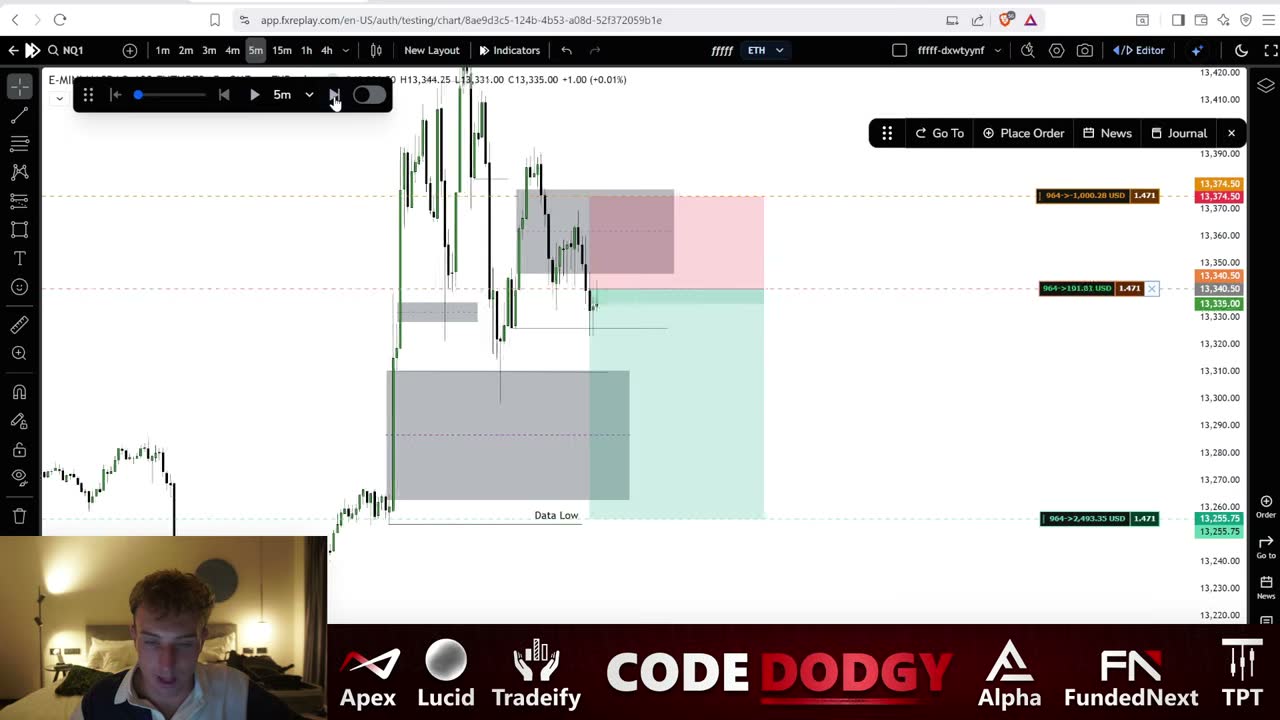 app.fxreplay.com/en-US/auth/testing/chart/8ae9d3c5-124b-4b53-a08d-52f372059b1e
NQ1
1m 2m 3m 4m 5m 15m 1h 4h
New Layout
Indicators
fffff
ETH
fffff-dxwtyynf
Editor
H13,344.25 L13,331.00 C13,335.00 +1.00 (+0.01%)
5m
Go To
Place Order
News
Journal
13,420.00
13,410.00
13,390.00
964->-1,000.28 USD 1.471
13,374.50
13,374.50
13,370.00
13,360.00
13,350.00
964->191.81 USD 1.471
13,340.50
13,340.50
13,335.00
13,330.00
13,320.00
13,310.00
13,300.00
13,290.00
13,280.00
13,270.00
13,260.00
Data Low
964->2,493.35 USD 1.471
13,255.75
13,255.75
13,240.00
13,230.00
13,220.00
Order
Go to
News
Apex
Lucid
Tradeify
CODE DODGY
Alpha
FN
FundedNext
TPT